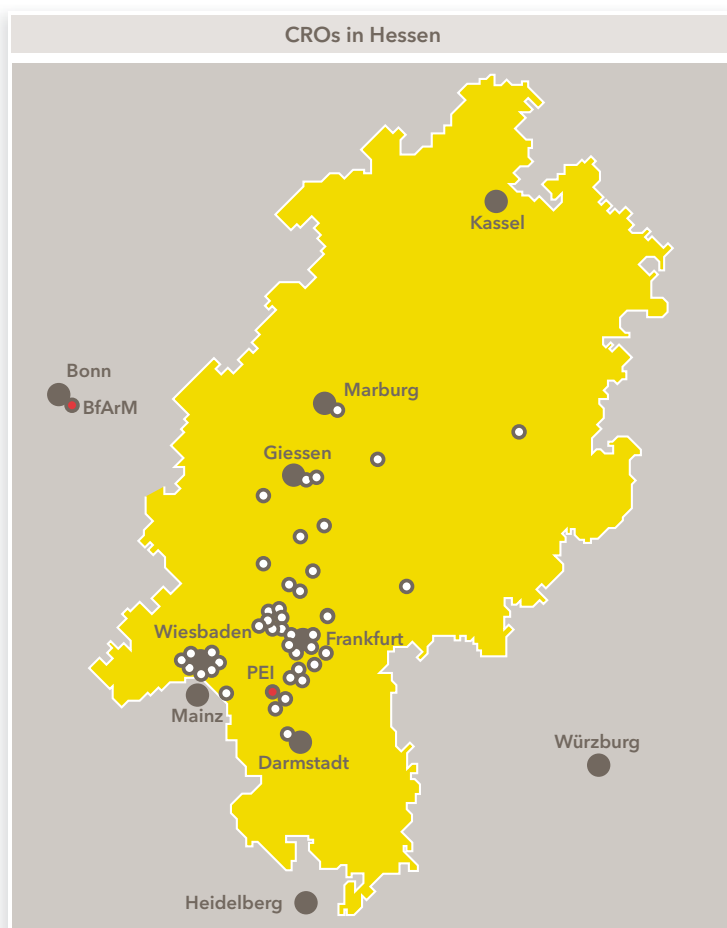 CROs in Hessen
Kassel
Bonn
BfArM
Marburg
Giessen
Wiesbaden
Frankfurt
PEI
Mainz
Würzburg
Darmstadt
Heidelberg